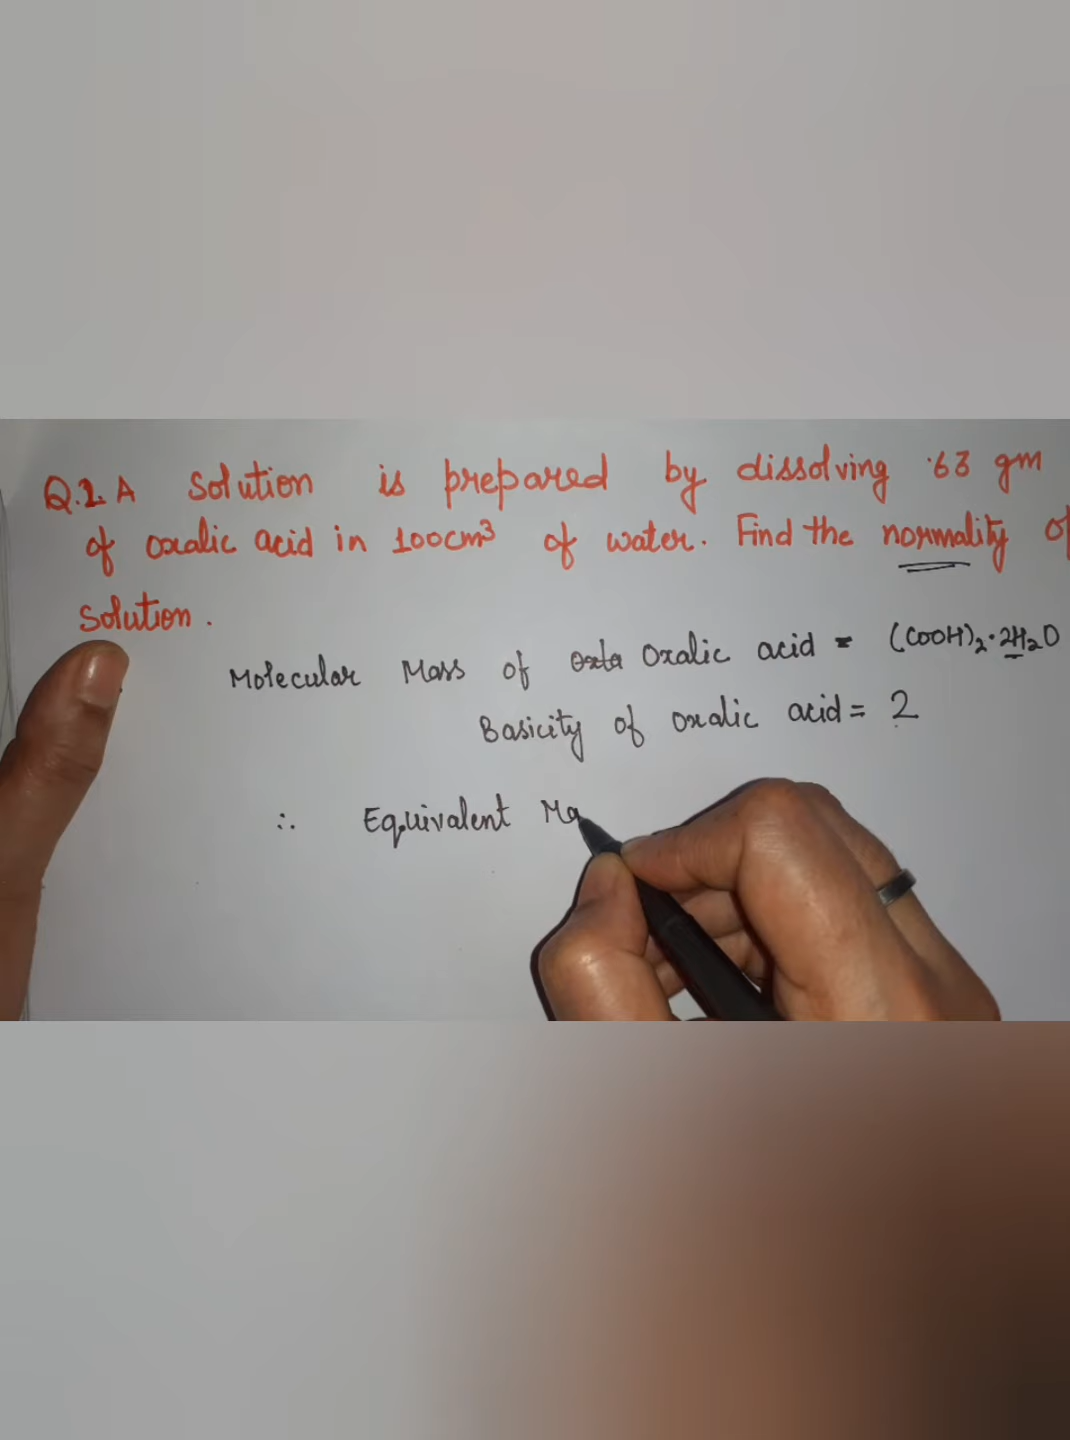 Q.1. A solution is prepared by dissolving .63 gm
of oxalic acid in 100cm³ of water. Find the normality of
solution.
Molecular Mass of Oxalic acid = (COOH)₂·2H₂O
Basicity of oxalic acid = 2
∴ Equivalent Ma